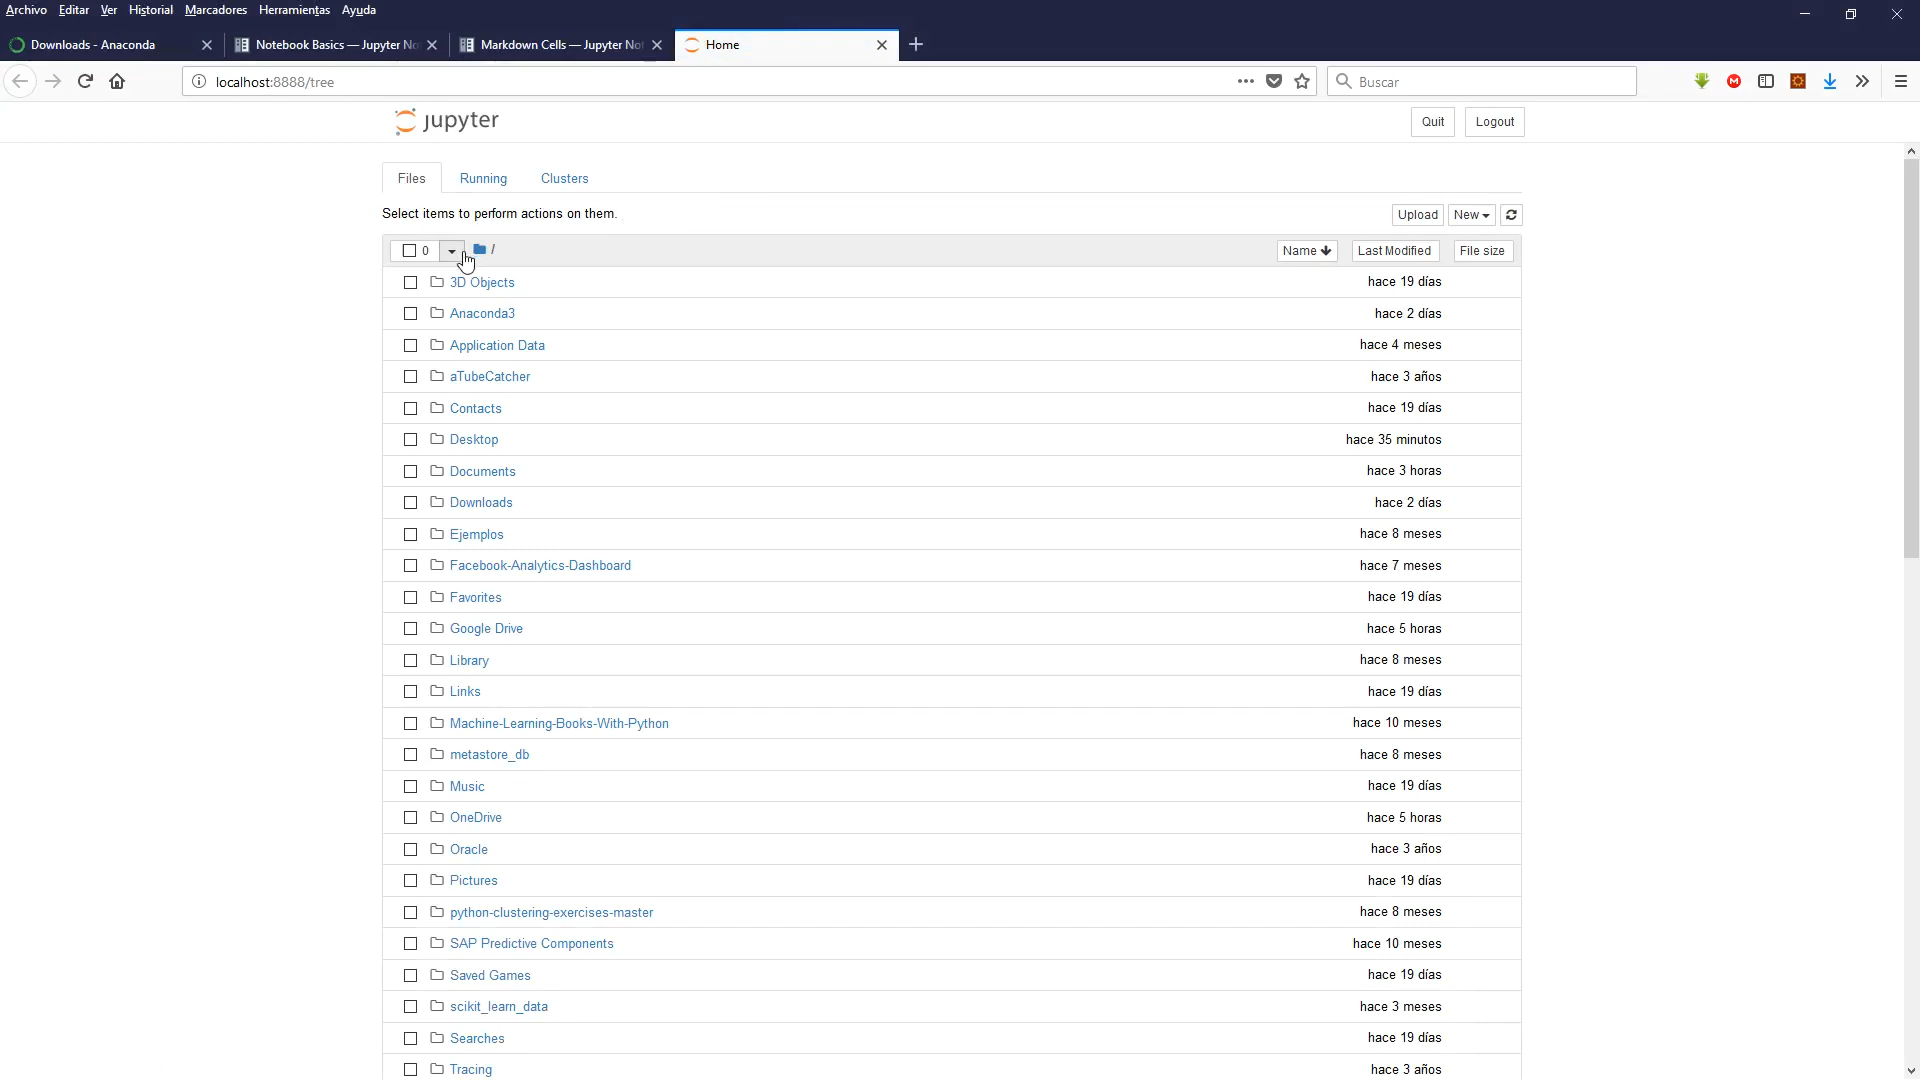 Archivo Editar Ver Historial Marcadores Herramientas Ayuda
Downloads - Anaconda
Notebook Basics — Jupyter No
Markdown Cells — Jupyter Not
Home
localhost:8888/tree
Buscar
jupyter
Quit
Logout
Files
Running
Clusters
Select items to perform actions on them.
Upload
New
0
/
Name
Last Modified
File size
3D Objects hace 19 días
Anaconda3 hace 2 días
Application Data hace 4 meses
aTubeCatcher hace 3 años
Contacts hace 19 días
Desktop hace 35 minutos
Documents hace 3 horas
Downloads hace 2 días
Ejemplos hace 8 meses
Facebook-Analytics-Dashboard hace 7 meses
Favorites hace 19 días
Google Drive hace 5 horas
Library hace 8 meses
Links hace 19 días
Machine-Learning-Books-With-Python hace 10 meses
metastore_db hace 8 meses
Music hace 19 días
OneDrive hace 5 horas
Oracle hace 3 años
Pictures hace 19 días
python-clustering-exercises-master hace 8 meses
SAP Predictive Components hace 10 meses
Saved Games hace 19 días
scikit_learn_data hace 3 meses
Searches hace 19 días
Tracing hace 3 años